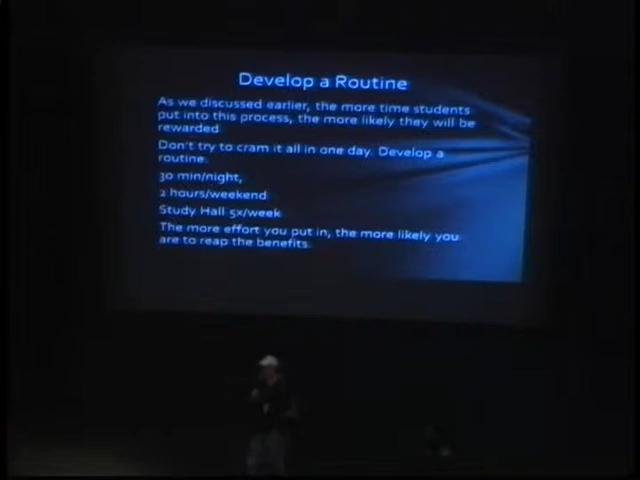 Develop a Routine
As we discussed earlier, the more time students
put into this process, the more likely they will be
rewarded
Don't try to cram it all in one day. Develop a
routine.
30 min/night,
2 hours/weekend
Study Hall 5x/week
The more effort you put in, the more likely you
are to reap the benefits.